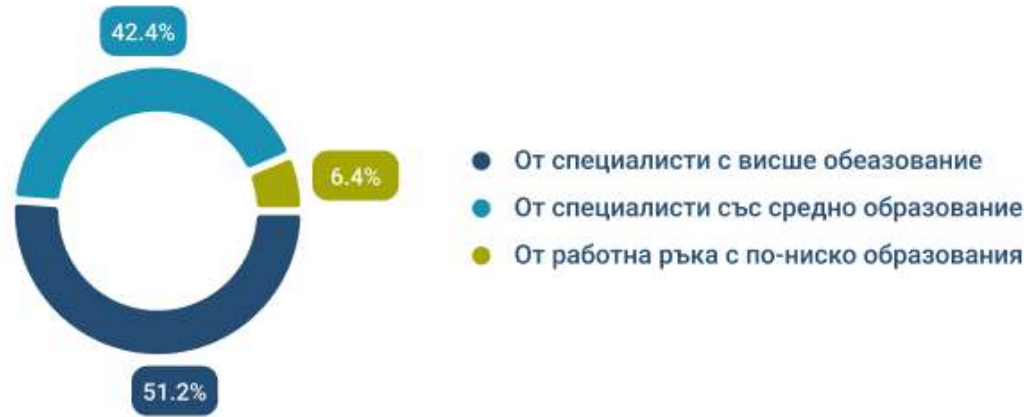 42.4%
6.4%
51.2%
От специалисти с висше обеазование
От специалисти със средно образование
От работна ръка с по-ниско образования